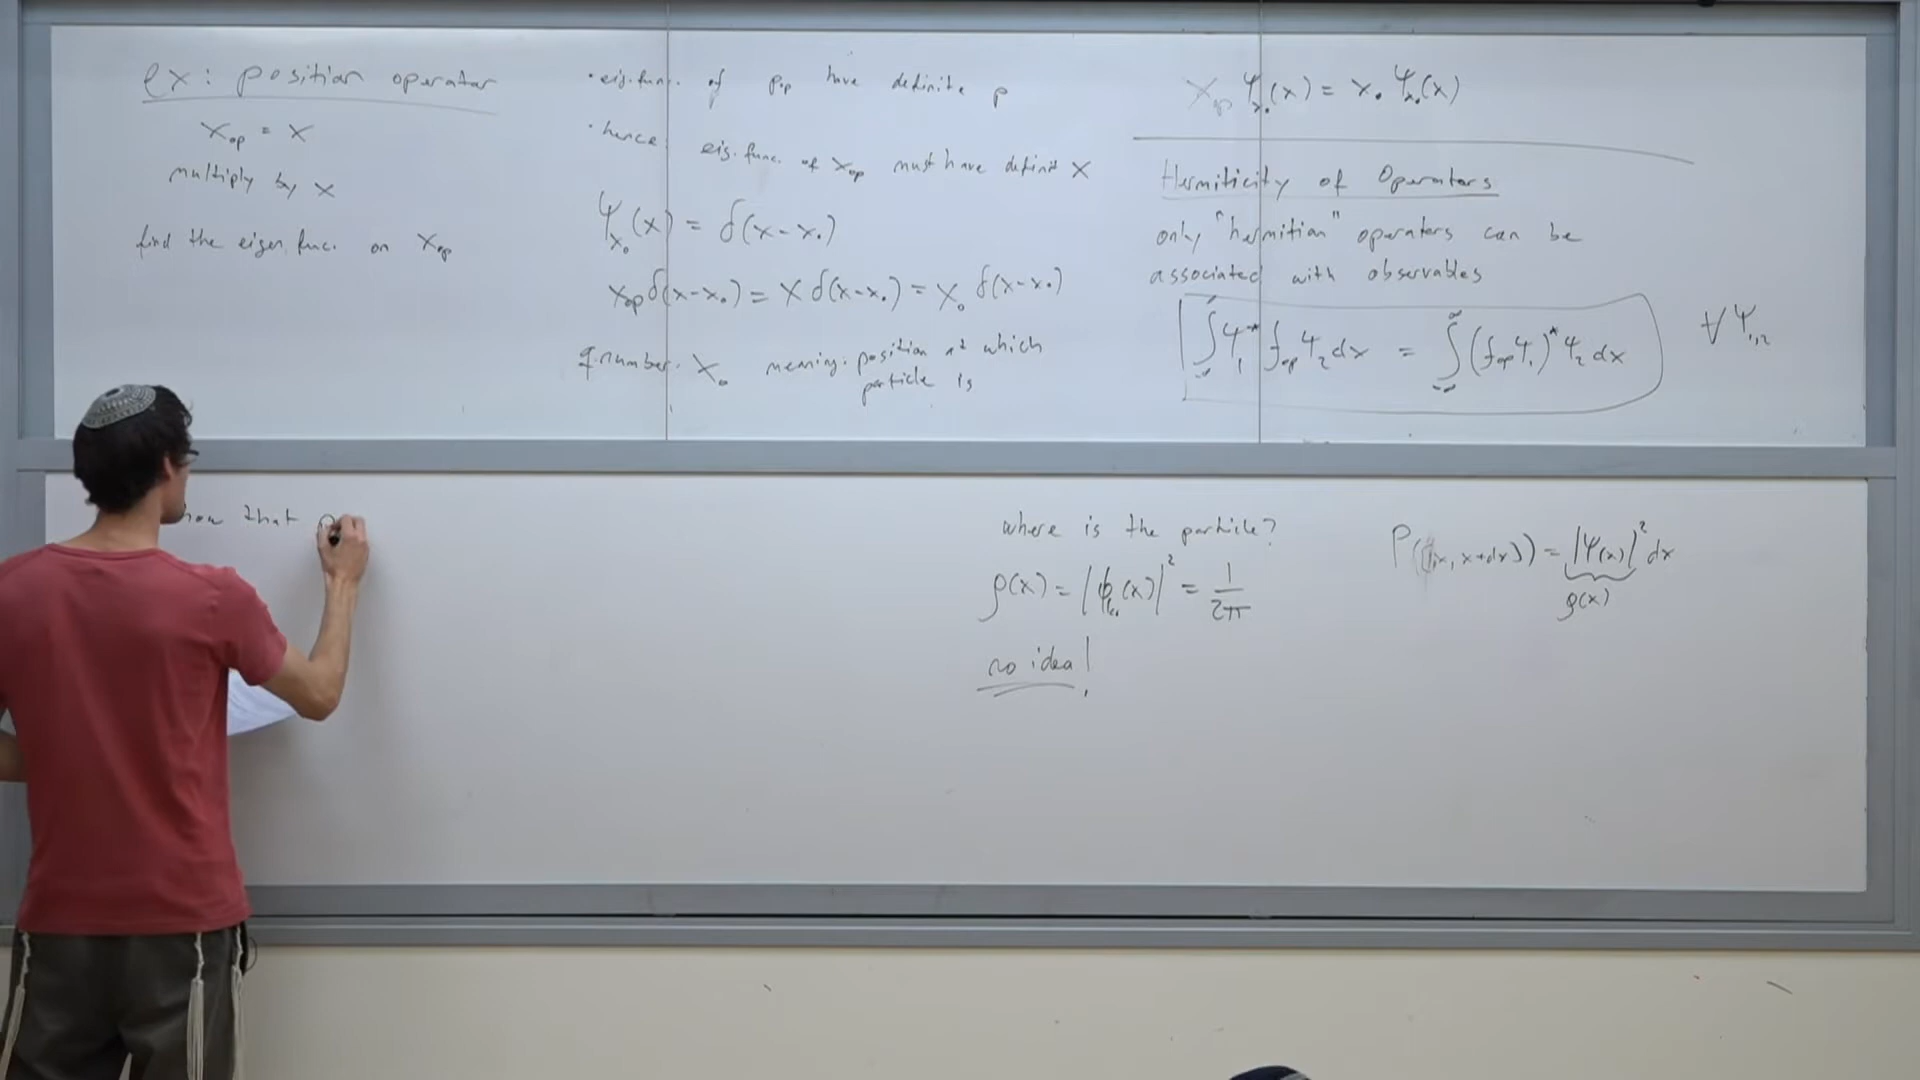 ex: position operator
X_op = X
multiply by x
find the eigen. func. on X_op
• eig. func. of p_op have definite p
• hence eig. func. of X_op must have definit X
ψ_x₀(x) = δ(x-x₀)
X_op δ(x-x₀) = X δ(x-x₀) = X₀ δ(x-x₀)
q. number. X₀ meaning: position at which
particle is
X_op ψ_x₀(x) = x₀ ψ_x₀(x)
Hermiticity of Operators
only "hermitian" operators can be
associated with observables
∫_{-∞}^{∞} ψ₁* f_op ψ₂ dx = ∫_{-∞}^{∞} (f_op ψ₁)* ψ₂ dx ∀ ψ₁,₂
how that p
where is the particle?
ρ(x) = |ϕ_k₀(x)|² = 1/2π
no idea!
P([x, x+dx]) = |ψ(x)|² dx
ρ(x)